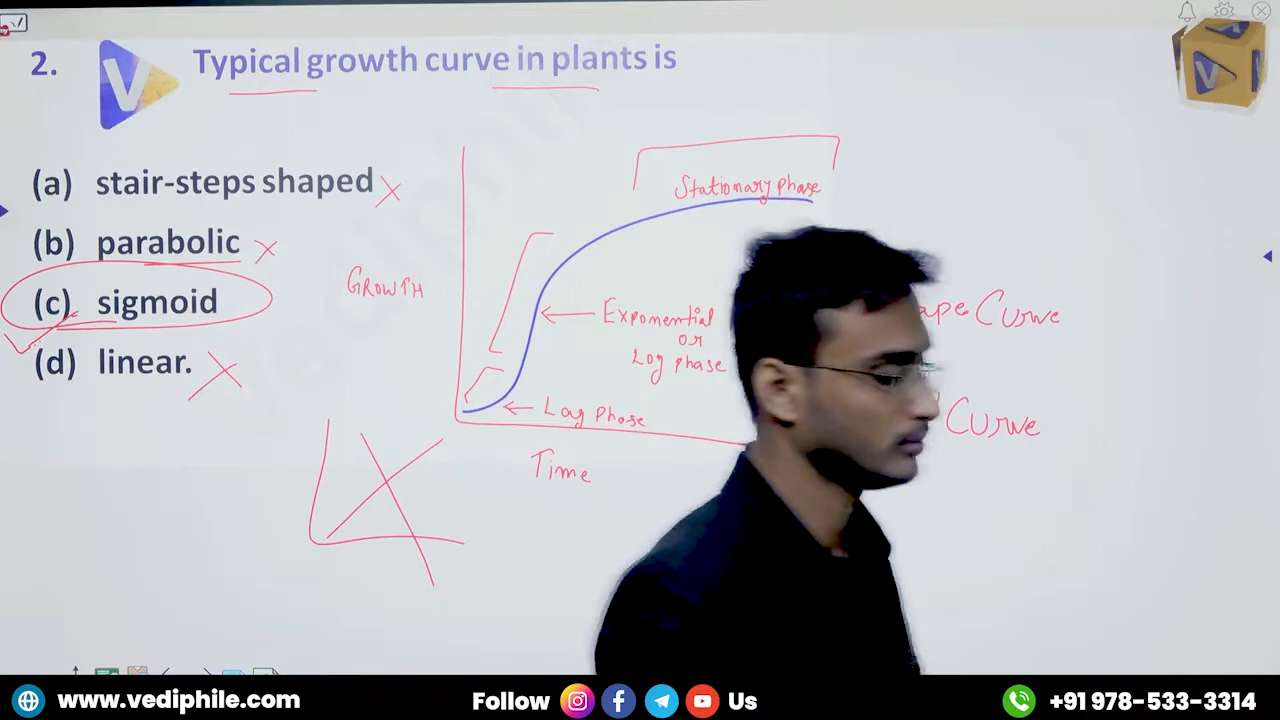 2. Typical growth curve in plants is
(a) stair-steps shaped
(b) parabolic
(c) sigmoid
(d) linear.
Stationary phase
GROWTH
Exponential
or
Log phase
Lag phase
Time
Curve
Curve
www.vediphile.com
Follow Us
+91 978-533-3314